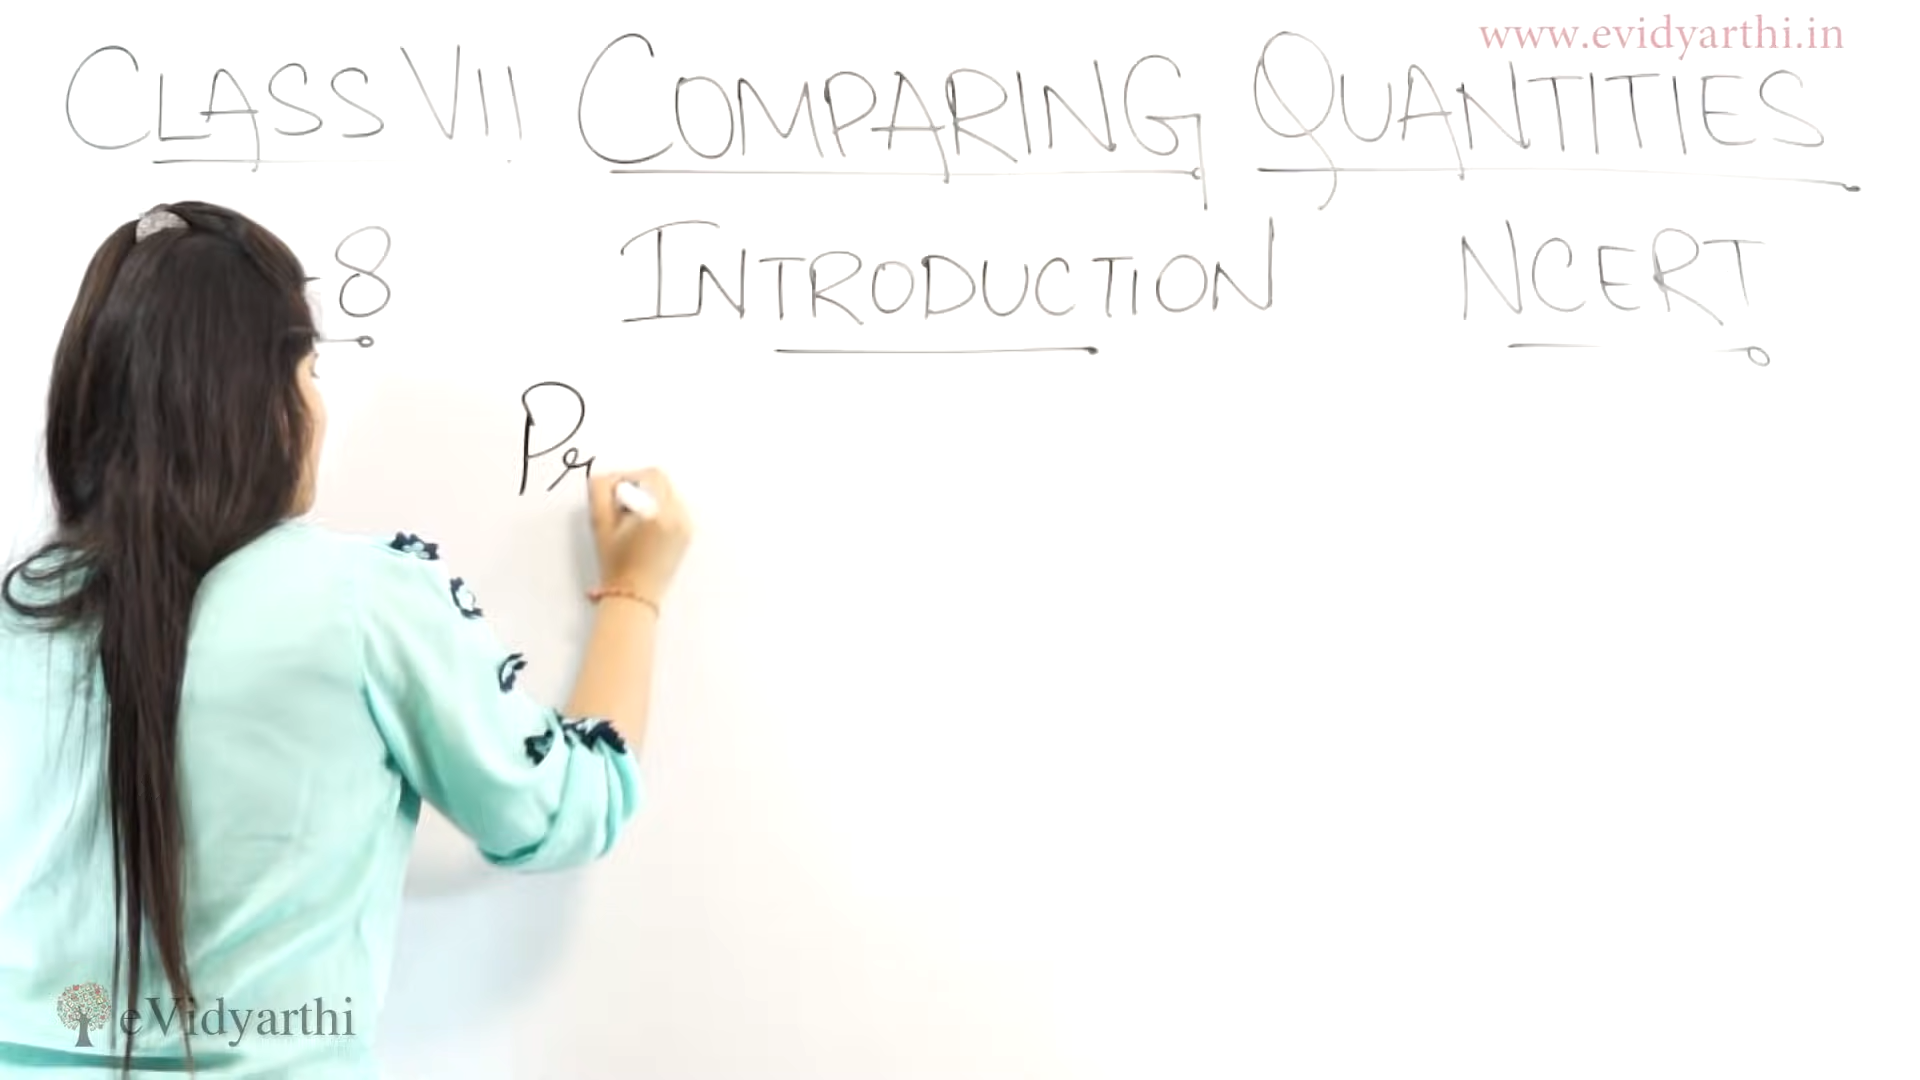 www.evidyarthi.in
CLASS VII COMPARING QUANTITIES
-8 INTRODUCTION NCERT
Pr
eVidyarthi